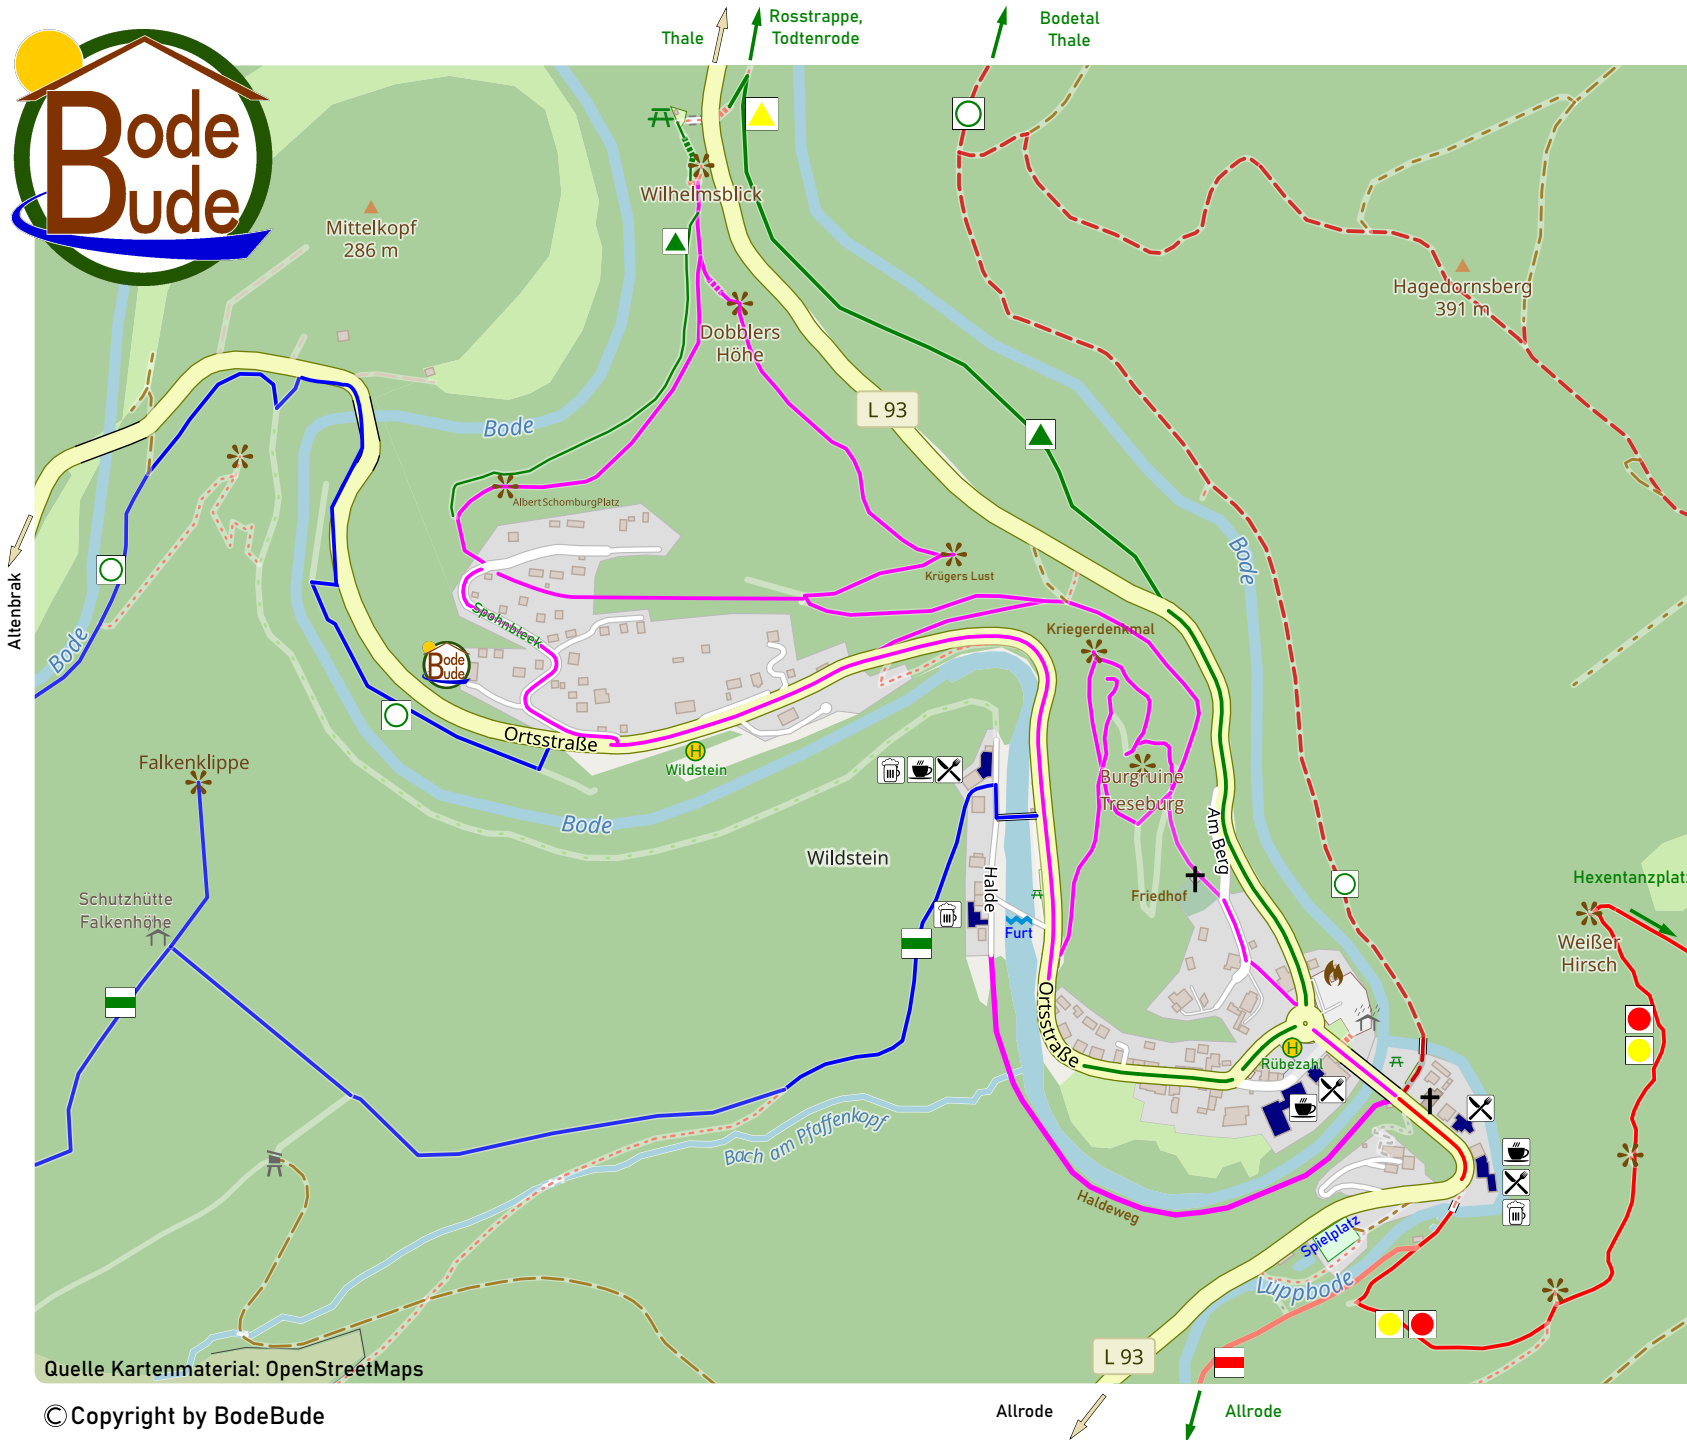 Rosstrappe,
Todtenrode
Thale
Bodetal
Thale
Bode
Bude
Wilhelmsblick
Mittelkopf
286 m
Hagedornsberg
391 m
Dobblers
Höhe
L 93
Bode
AlbertSchomburgPlatz
Bode
Krügers Lust
Altenbrak
Bode
Spohnbleek
Kriegerdenkmal
Bode
Bude
Ortsstraße
H
Wildstein
Falkenklippe
Burgruine
Treseburg
Bode
Am Berg
Wildstein
Halde
Friedhof
Hexentanzplatz
Schutzhütte
Falkenhöhe
Furt
Weißer
Hirsch
Ortsstraße
H
Rübezahl
Bach am Pfaffenkopf
Haldeweg
Spielplatz
Luppbode
L 93
Quelle Kartenmaterial: OpenStreetMaps
© Copyright by BodeBude
Allrode
Allrode